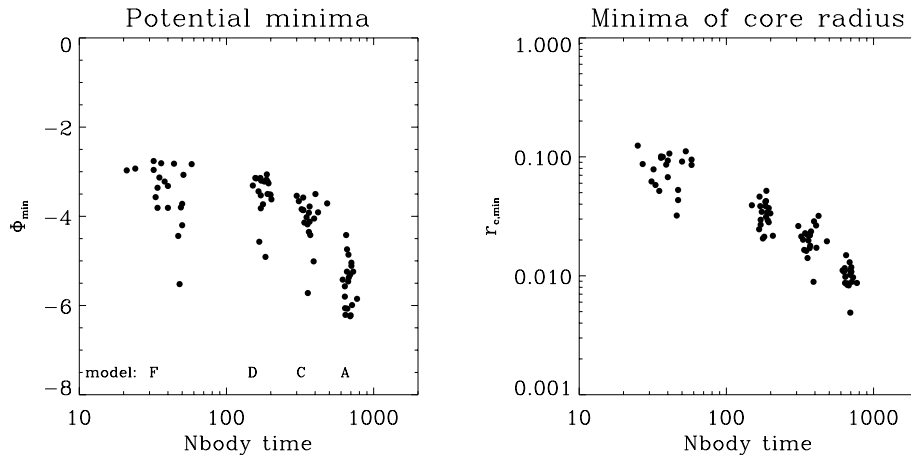 Potential minima
0
−2
−4
−6
−8
Φmin
model: F D C A
10 100 1000
Nbody time
Minima of core radius
1.000
0.100
0.010
0.001
rc,min
10 100 1000
Nbody time